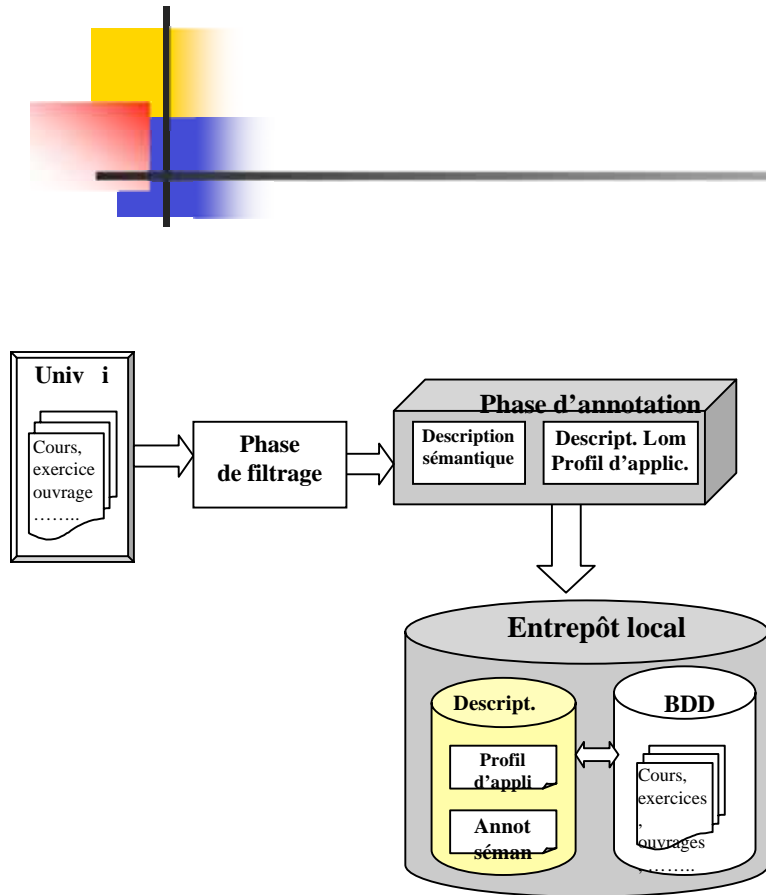 Univ i
Cours,
exercice
ouvrage
……..
Phase
de filtrage
Phase d’annotation
Description
sémantique
Descript. Lom
Profil d’applic.
Entrepôt local
Descript.
Profil
d’appli
Annot
séman
BDD
Cours,
exercices
,
ouvrages
, ……..